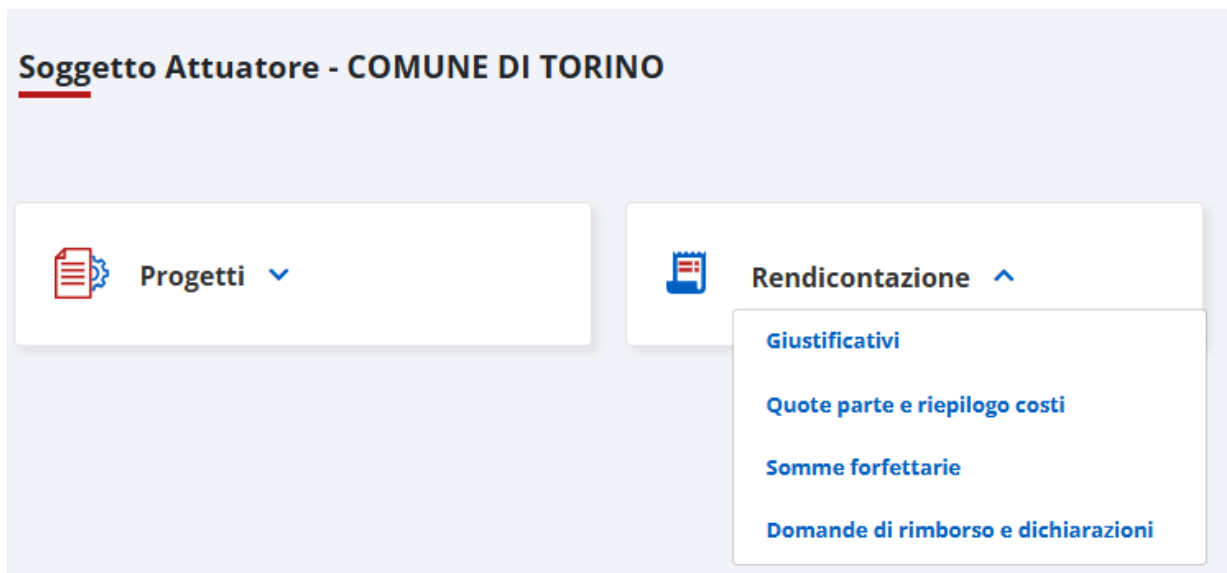 Soggetto Attuatore - COMUNE DI TORINO
Progetti
Rendicontazione
Giustificativi
Quote parte e riepilogo costi
Somme forfettarie
Domande di rimborso e dichiarazioni